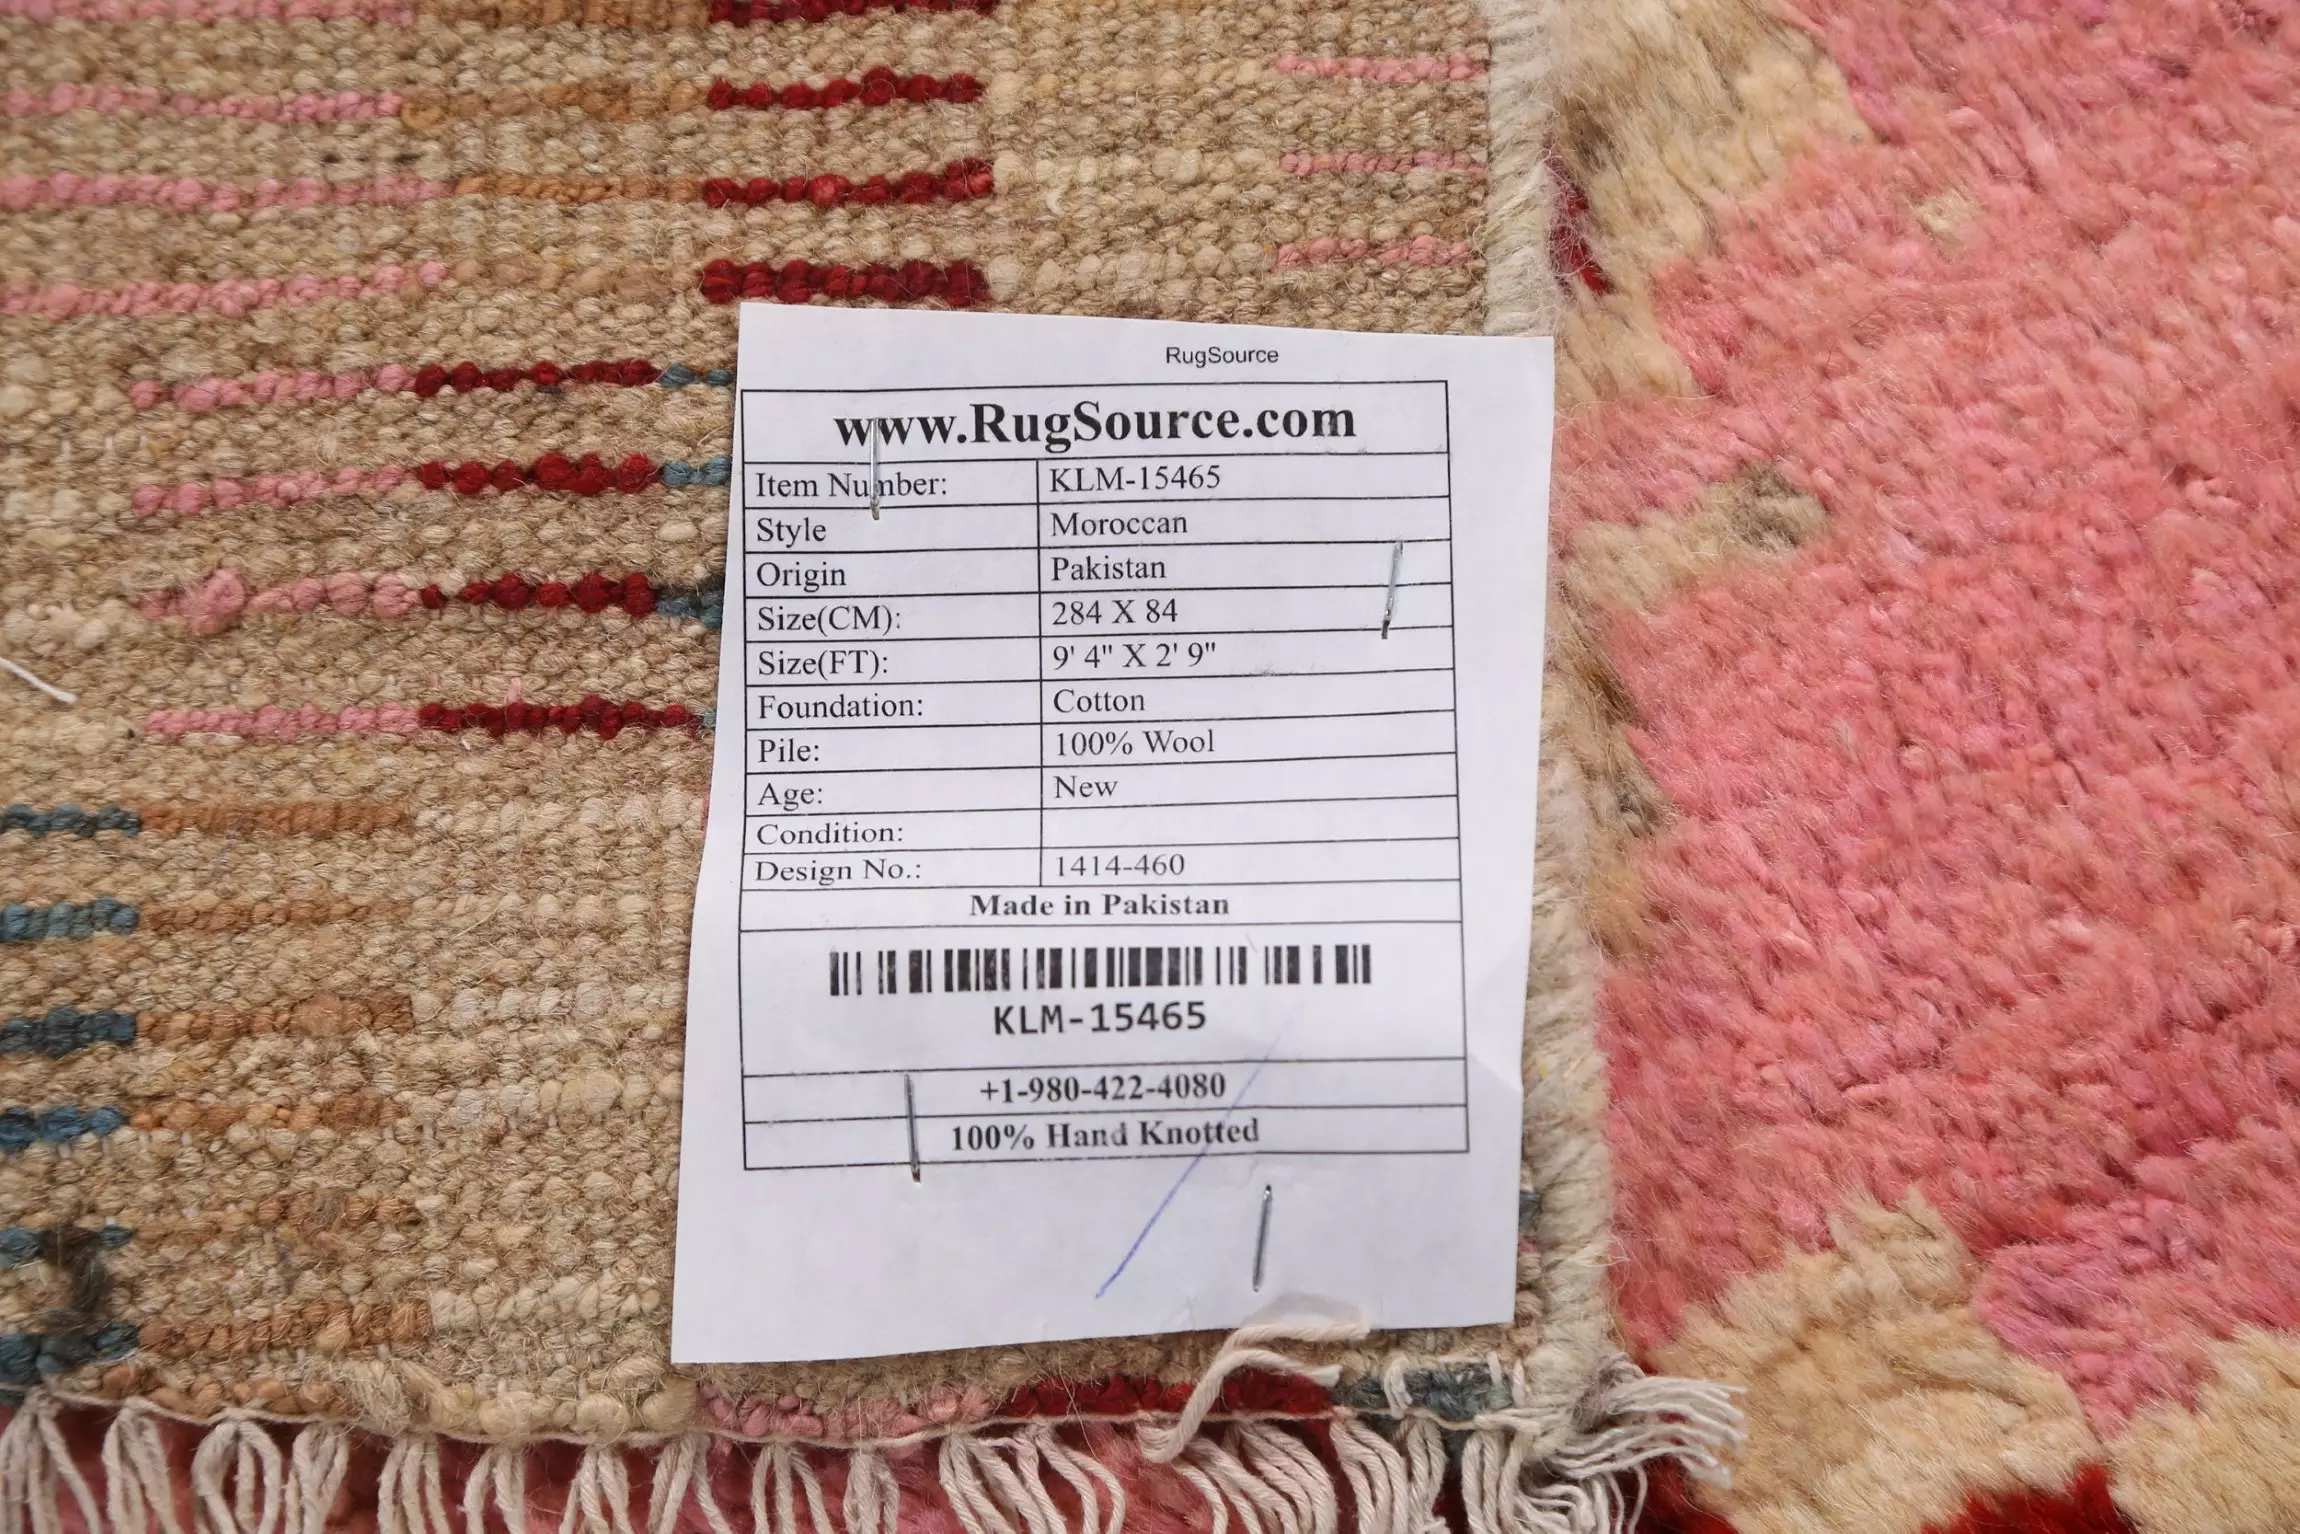 RugSource
www.RugSource.com
Item Number: KLM-15465
Style Moroccan
Origin Pakistan
Size(CM): 284 X 84
Size(FT): 9' 4" X 2' 9"
Foundation: Cotton
Pile: 100% Wool
Age: New
Condition:
Design No.: 1414-460
Made in Pakistan
KLM-15465
+1-980-422-4080
100% Hand Knotted